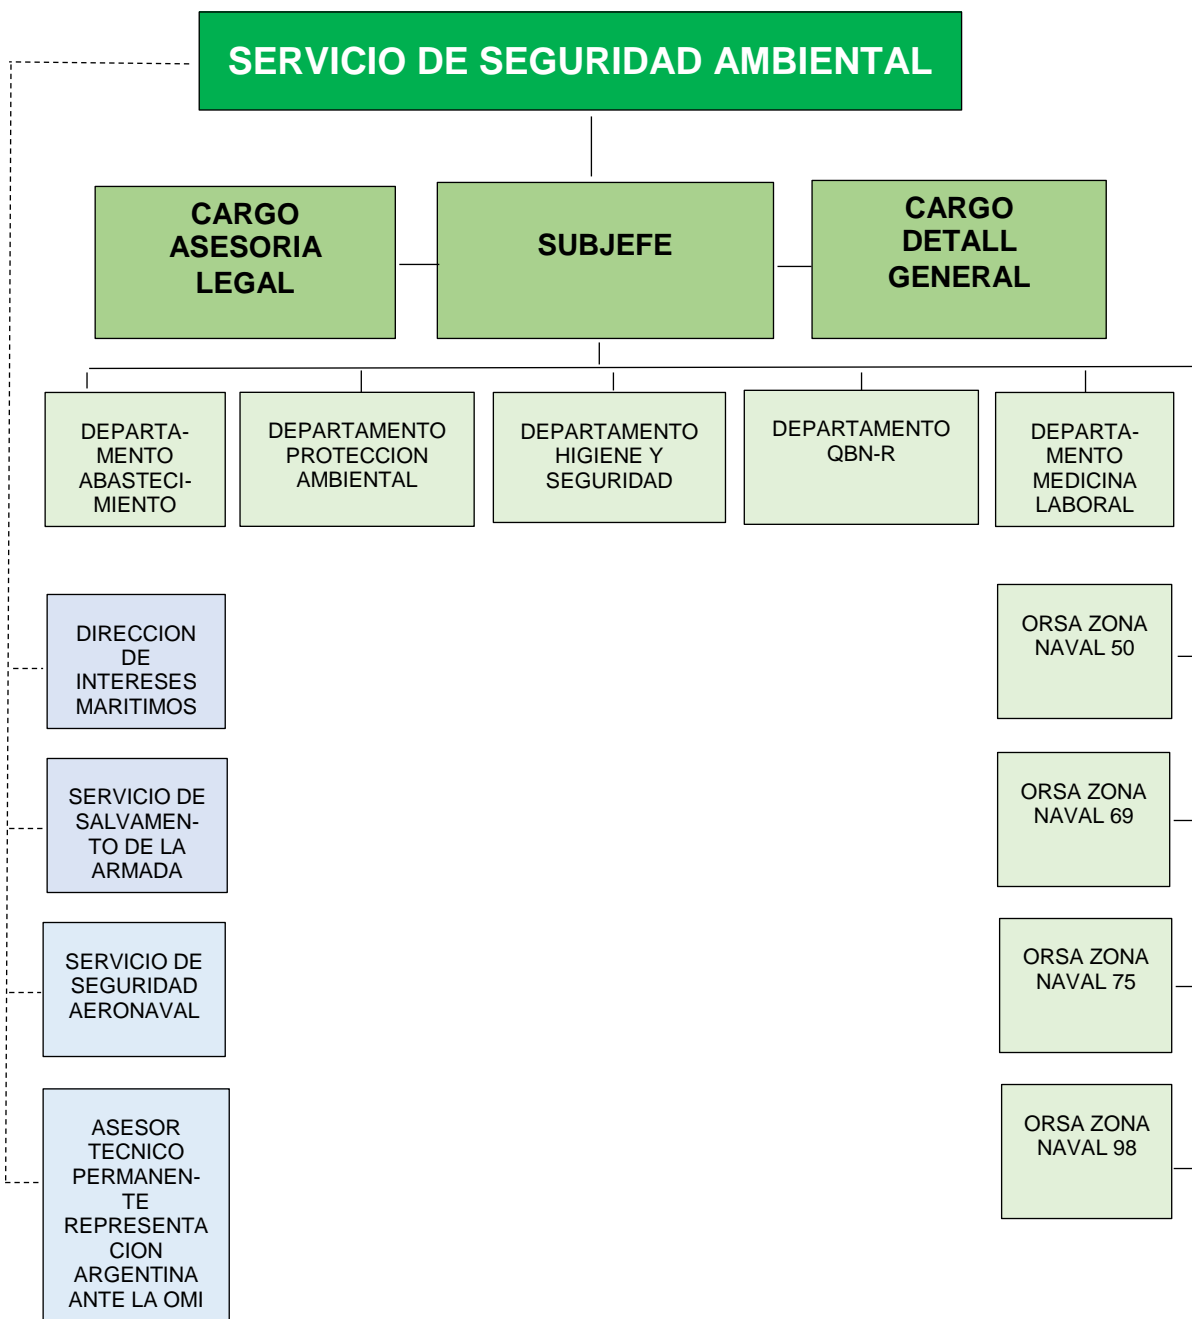 SERVICIO DE SEGURIDAD AMBIENTAL
CARGO
ASESORIA
LEGAL
SUBJEFE
CARGO
DETALL
GENERAL
DEPARTA-
MENTO
ABASTECI-
MIENTO
DEPARTAMENTO
PROTECCION
AMBIENTAL
DEPARTAMENTO
HIGIENE Y
SEGURIDAD
DEPARTAMENTO
QBN-R
DEPARTA-
MENTO
MEDICINA
LABORAL
DIRECCION
DE
INTERESES
MARITIMOS
ORSA ZONA
NAVAL 50
SERVICIO DE
SALVAMEN-
TO DE LA
ARMADA
ORSA ZONA
NAVAL 69
SERVICIO DE
SEGURIDAD
AERONAVAL
ORSA ZONA
NAVAL 75
ASESOR
TECNICO
PERMANEN-
TE
REPRESENTA
CION
ARGENTINA
ANTE LA OMI
ORSA ZONA
NAVAL 98